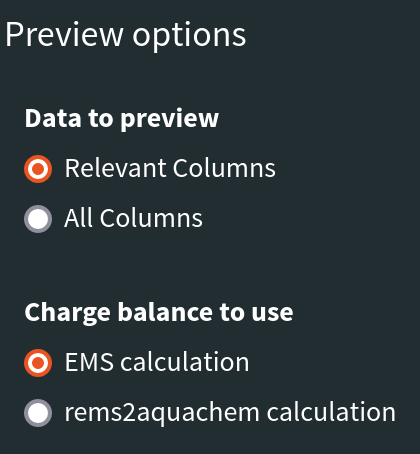 Preview options
Data to preview
Relevant Columns
All Columns
Charge balance to use
EMS calculation
rems2aquachem calculation